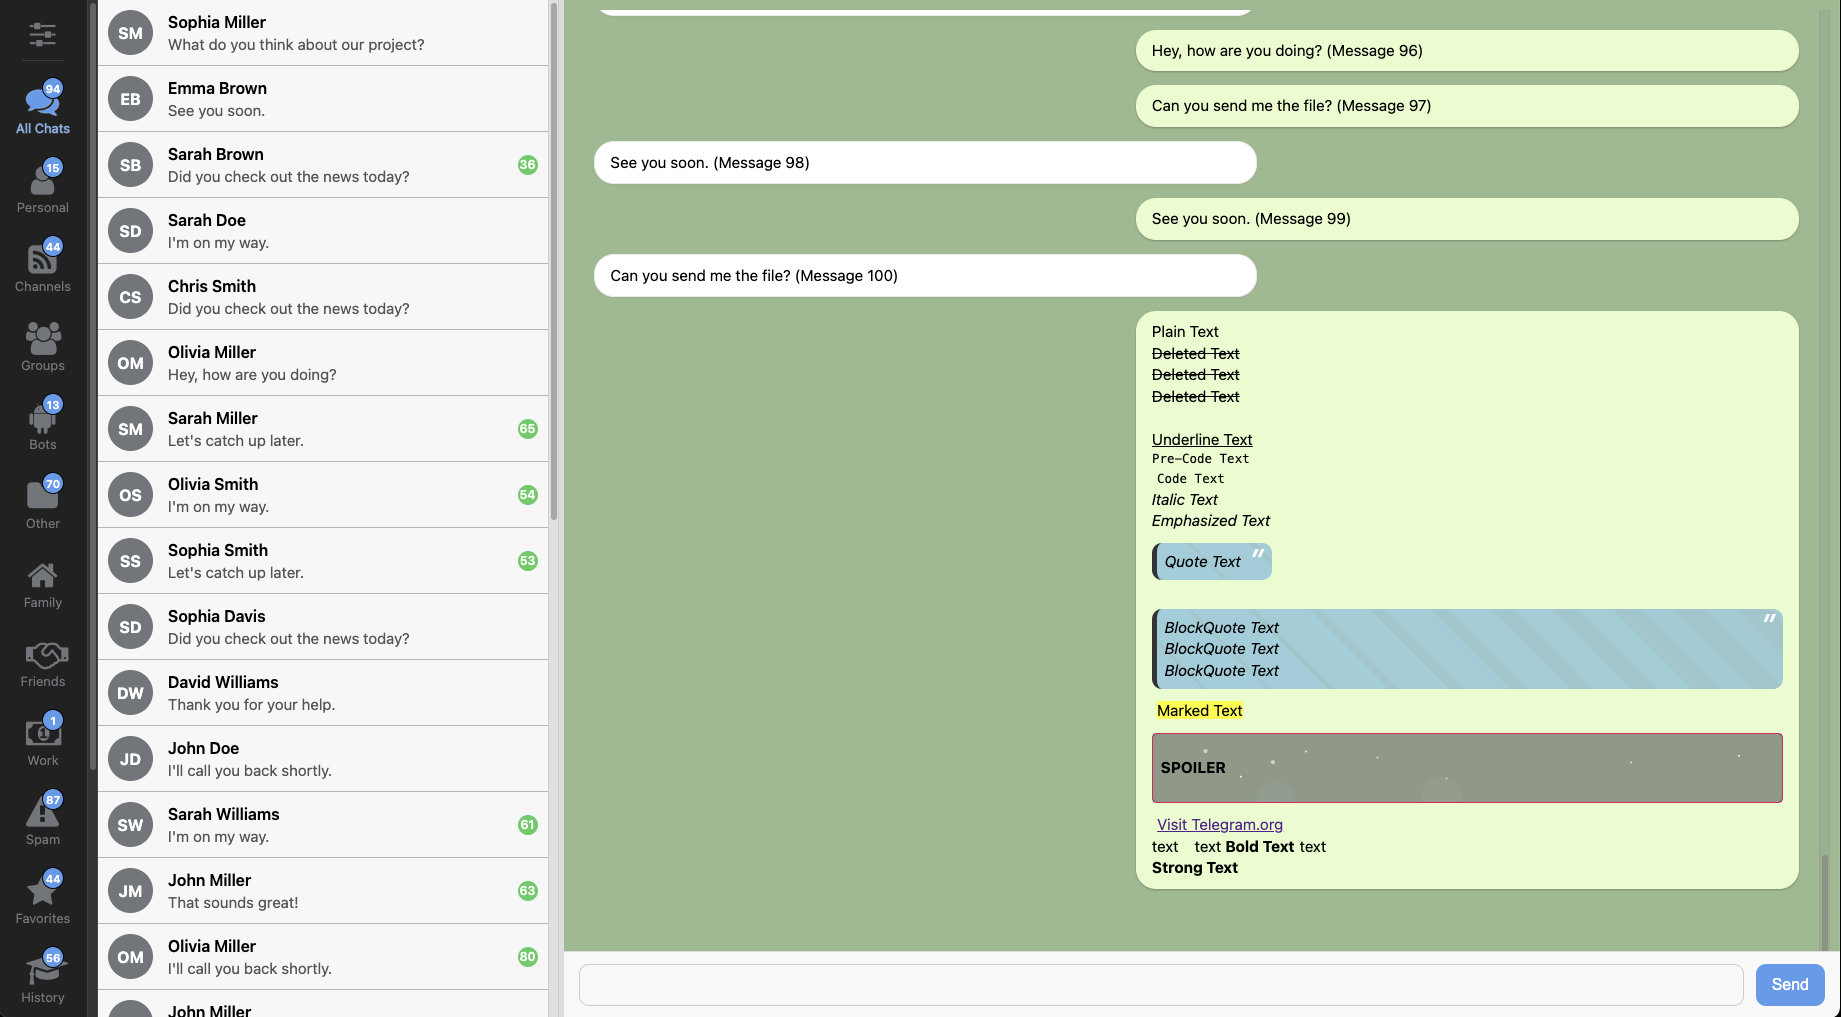 94
All Chats
15
Personal
44
Channels
Groups
13
Bots
70
Other
Family
Friends
1
1
Work
87
Spam
44
Favorites
56
History
SM
Sophia Miller
What do you think about our project?
EB
Emma Brown
See you soon.
SB
Sarah Brown
Did you check out the news today?
36
SD
Sarah Doe
I'm on my way.
CS
Chris Smith
Did you check out the news today?
OM
Olivia Miller
Hey, how are you doing?
SM
Sarah Miller
Let's catch up later.
65
OS
Olivia Smith
I'm on my way.
54
SS
Sophia Smith
Let's catch up later.
53
SD
Sophia Davis
Did you check out the news today?
DW
David Williams
Thank you for your help.
JD
John Doe
I'll call you back shortly.
SW
Sarah Williams
I'm on my way.
61
JM
John Miller
That sounds great!
63
OM
Olivia Miller
I'll call you back shortly.
80
John Miller
Hey, how are you doing? (Message 96)
Can you send me the file? (Message 97)
See you soon. (Message 98)
See you soon. (Message 99)
Can you send me the file? (Message 100)
Plain Text
Deleted Text
Deleted Text
Deleted Text
Underline Text
Pre-Code Text
Code Text
Italic Text
Emphasized Text
Quote Text "
BlockQuote Text "
BlockQuote Text
BlockQuote Text
Marked Text
SPOILER
Visit Telegram.org
text text Bold Text text
Strong Text
Send